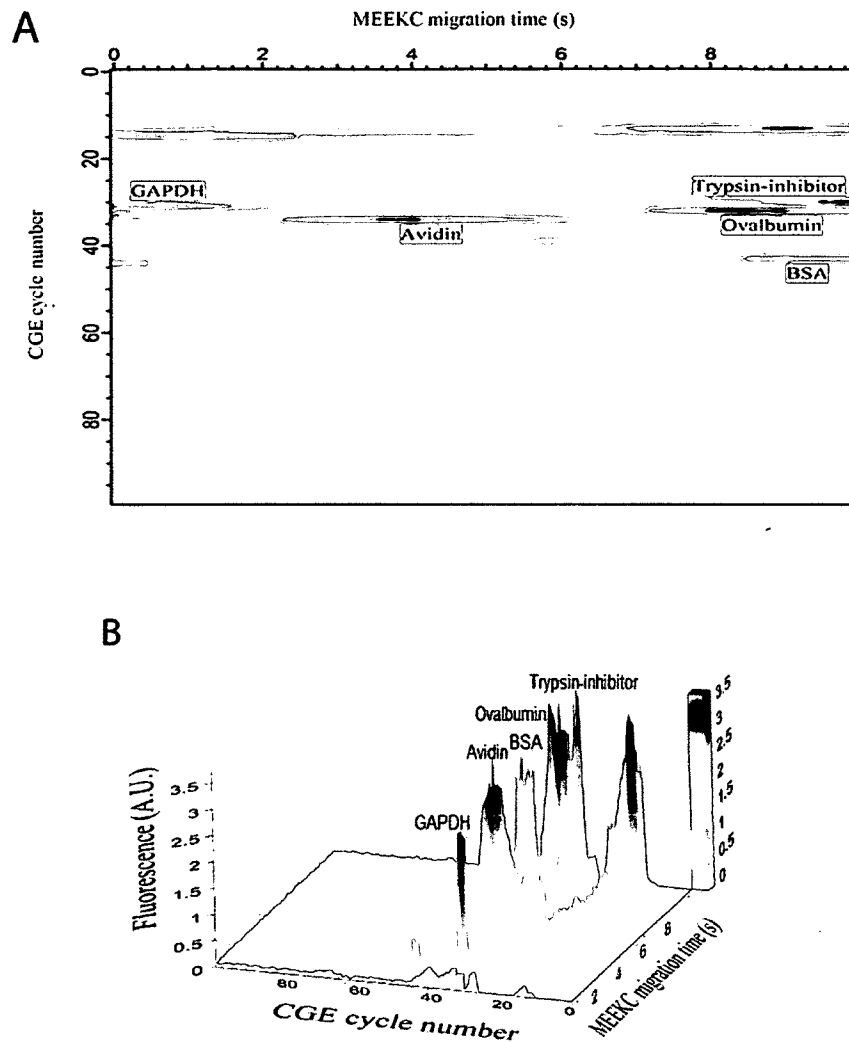 A
MEEKC migration time (s)
0 2 4 6 8
CGE cycle number
0
20
40
60
80
GAPDH
Avidin
Trypsin-inhibitor
Ovalbumin
BSA
B
Trypsin-inhibitor
Ovalbumin
BSA
Avidin
GAPDH
Fluorescence (A.U.)
3.5
3
2.5
2
1.5
1
0.5
0
3.5
3
2.5
2
1.5
1
0.5
0
80 60 40 20 0
CGE cycle number
2 4 6 8
MEEKC migration time (s)